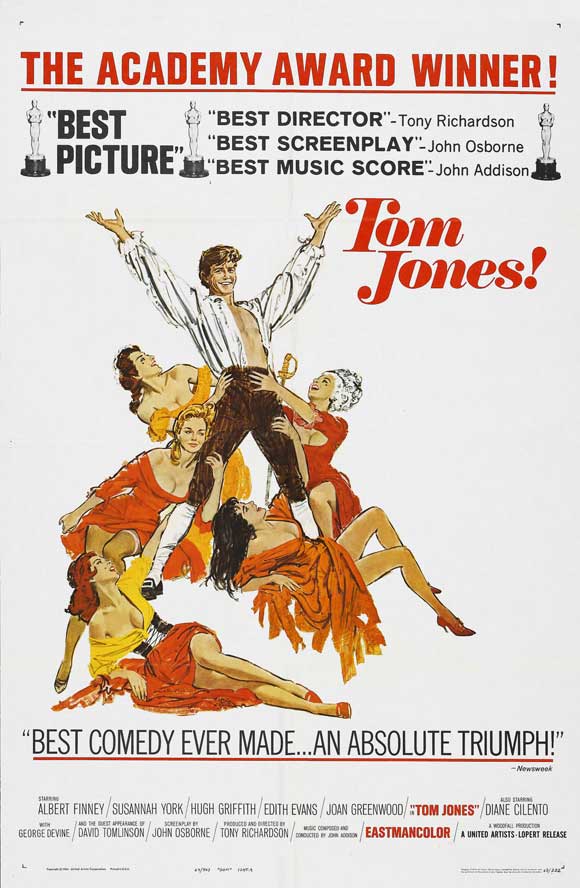 THE ACADEMY AWARD WINNER!
"BEST PICTURE"
"BEST DIRECTOR"-Tony Richardson
"BEST SCREENPLAY"-John Osborne
"BEST MUSIC SCORE"-John Addison
Tom
Jones!
"BEST COMEDY EVER MADE...AN ABSOLUTE TRIUMPH!"
-Newsweek
STARRING ALBERT FINNEY / SUSANNAH YORK / HUGH GRIFFITH / EDITH EVANS / JOAN GREENWOOD / IN "TOM JONES" / ALSO STARRING DIANE CILENTO
WITH GEORGE DEVINE / AND THE GUEST APPEARANCE OF DAVID TOMLINSON / SCREENPLAY BY JOHN OSBORNE / PRODUCED AND DIRECTED BY TONY RICHARDSON / MUSIC COMPOSED AND CONDUCTED BY JOHN ADDISON / EASTMANCOLOR / A WOODFALL PRODUCTION A UNITED ARTISTS-LOPERT RELEASE